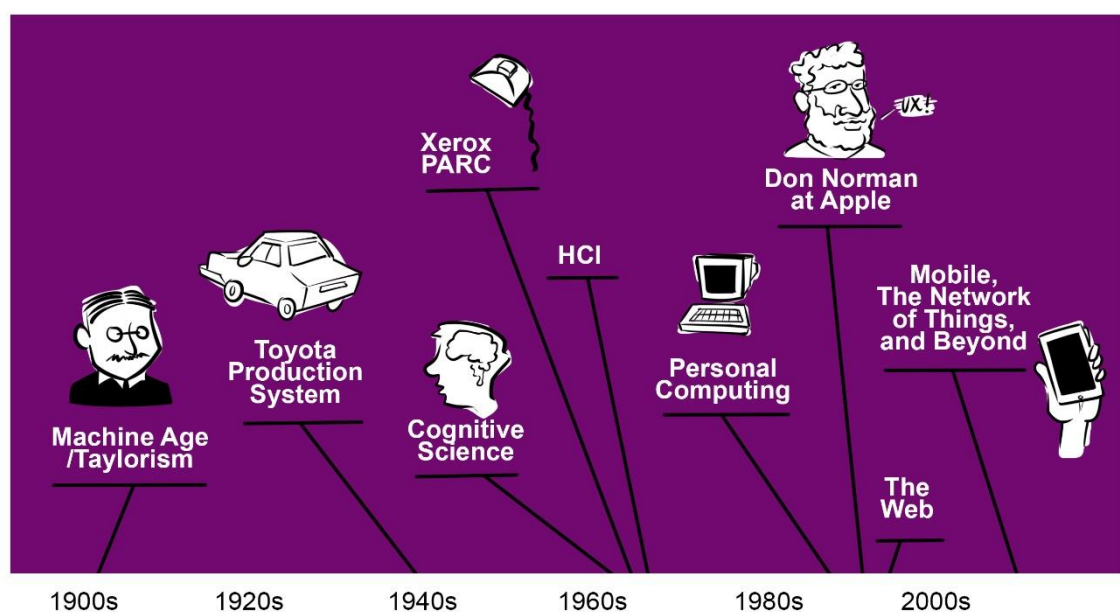 Machine Age
/Taylorism
Toyota
Production
System
Cognitive
Science
Xerox
PARC
HCI
Personal
Computing
Don Norman
at Apple
UX!
The
Web
Mobile,
The Network
of Things,
and Beyond
1900s
1920s
1940s
1960s
1980s
2000s